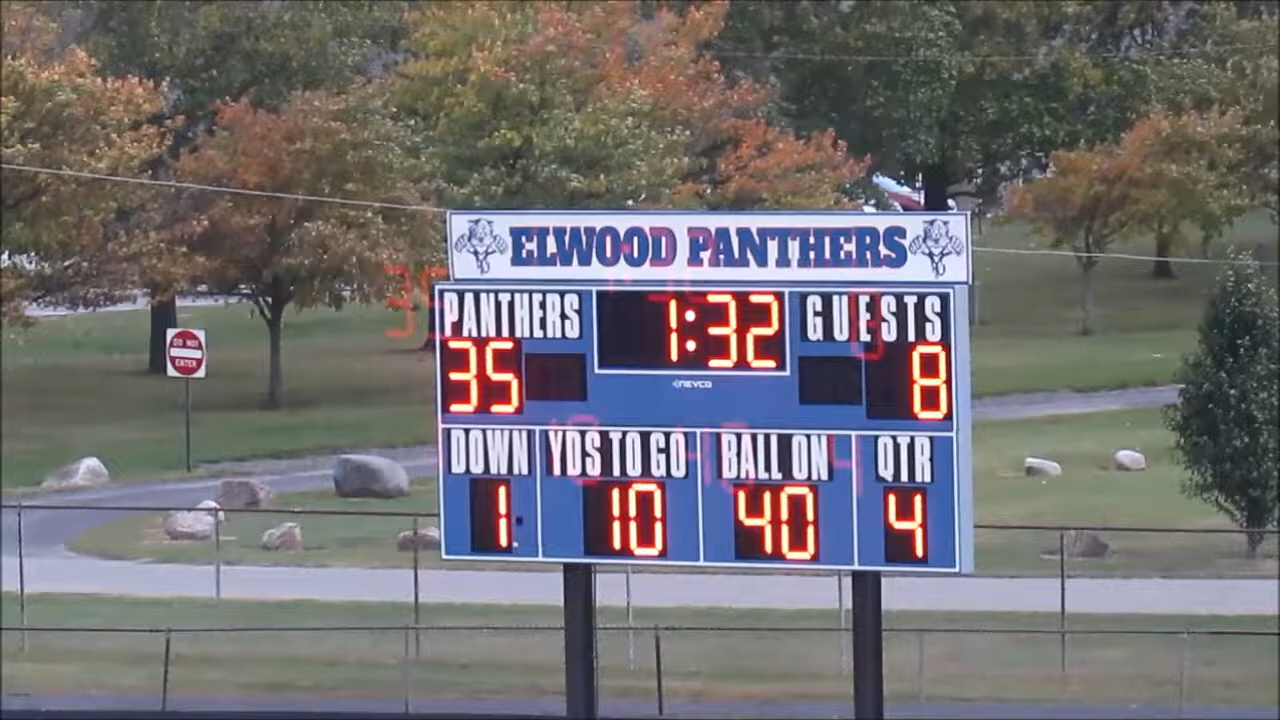 ELWOOD PANTHERS
PANTHERS 1:32 GUESTS
35 8
NEVCO
DOWN YDS TO GO BALL ON QTR
1 10 40 4
DO NOT
ENTER